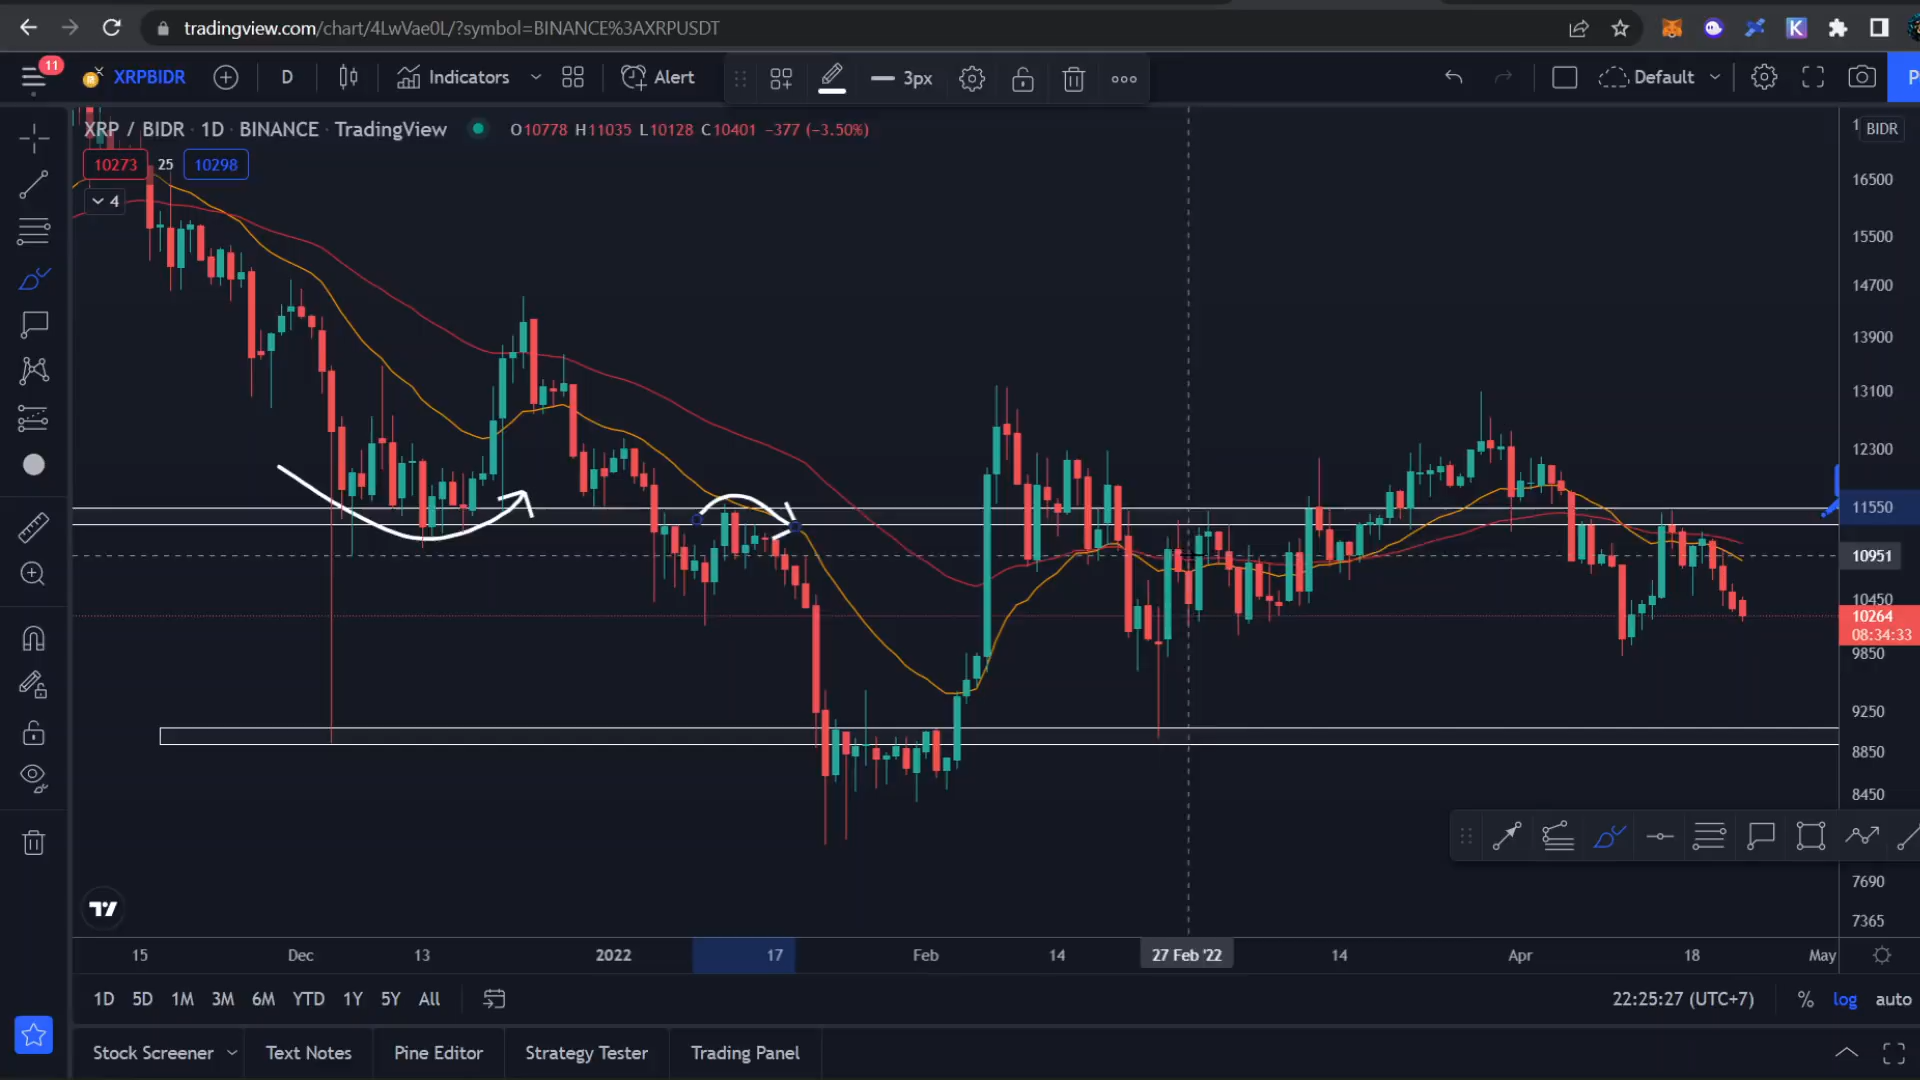 tradingview.com/chart/4LwVae0L/?symbol=BINANCE%3AXRPUSDT
11
XRPBIDR
D
Indicators
Alert
3px
Default
XRP / BIDR · 1D · BINANCE · TradingView
O10778 H11035 L10128 C10401 −377 (−3.50%)
BIDR
10273
25
10298
4
16500
15500
14700
13900
13100
12300
11550
10951
10450
10264
08:34:33
9850
9250
8850
8450
7690
7365
15
Dec
13
2022
17
Feb
14
27 Feb '22
14
Apr
18
May
1D 5D 1M 3M 6M YTD 1Y 5Y All
22:25:27 (UTC+7)
%
log
auto
Stock Screener
Text Notes
Pine Editor
Strategy Tester
Trading Panel